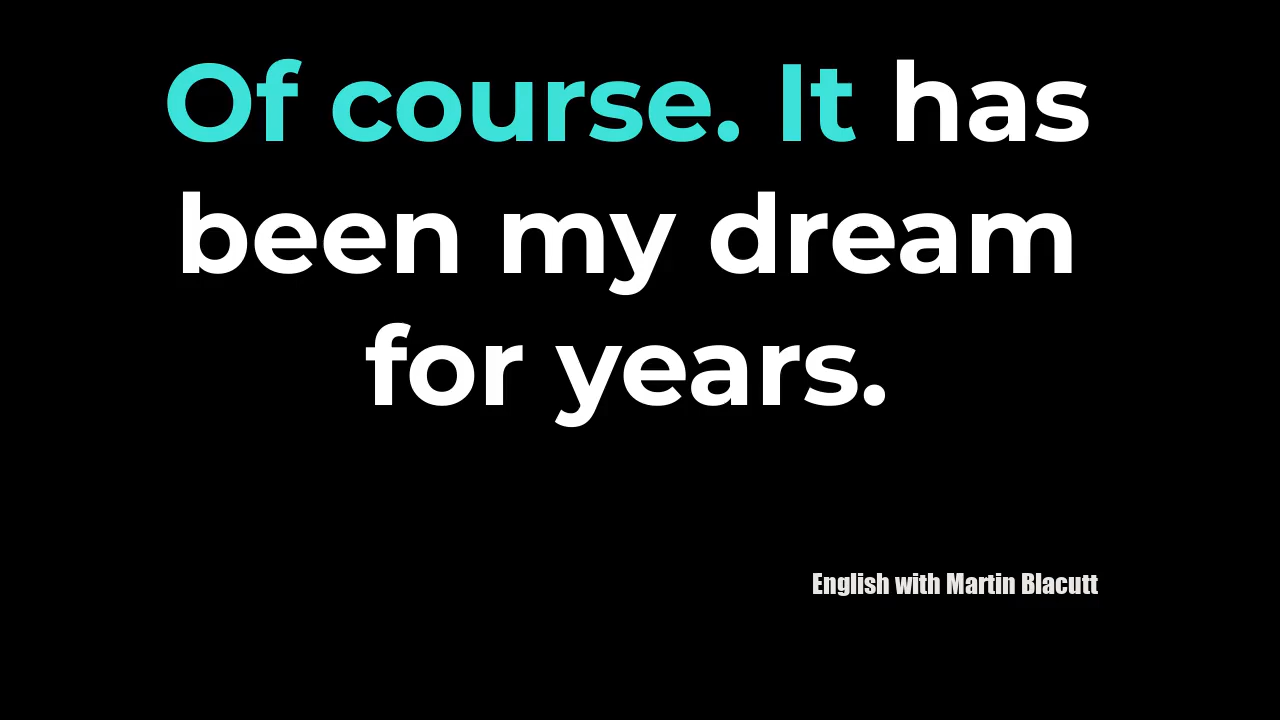 Of course. It has
been my dream
for years.
English with Martin Blacutt